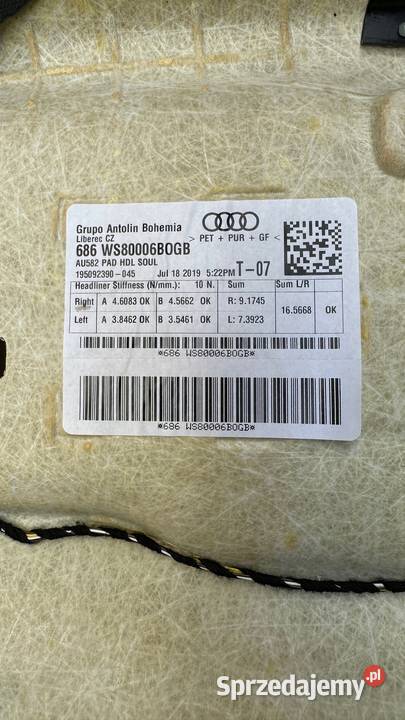 Grupo Antolin Bohemia
Liberec CZ
> PET + PUR + GF <
686 WS80006BOGB
AU582 PAD HDL SOUL
195092390-045 Jul 18 2019 5:22PM T-07
Headliner Stiffness (N/mm.): 10 N. Sum Sum L/R
Right A 4.6083 OK B 4.5662 OK R: 9.1745
16.5668 OK
Left A 3.8462 OK B 3.5461 OK L: 7.3923
*686 WS80006BOGB*
*686 WS80006BOGB*
Sprzedajemy.pl